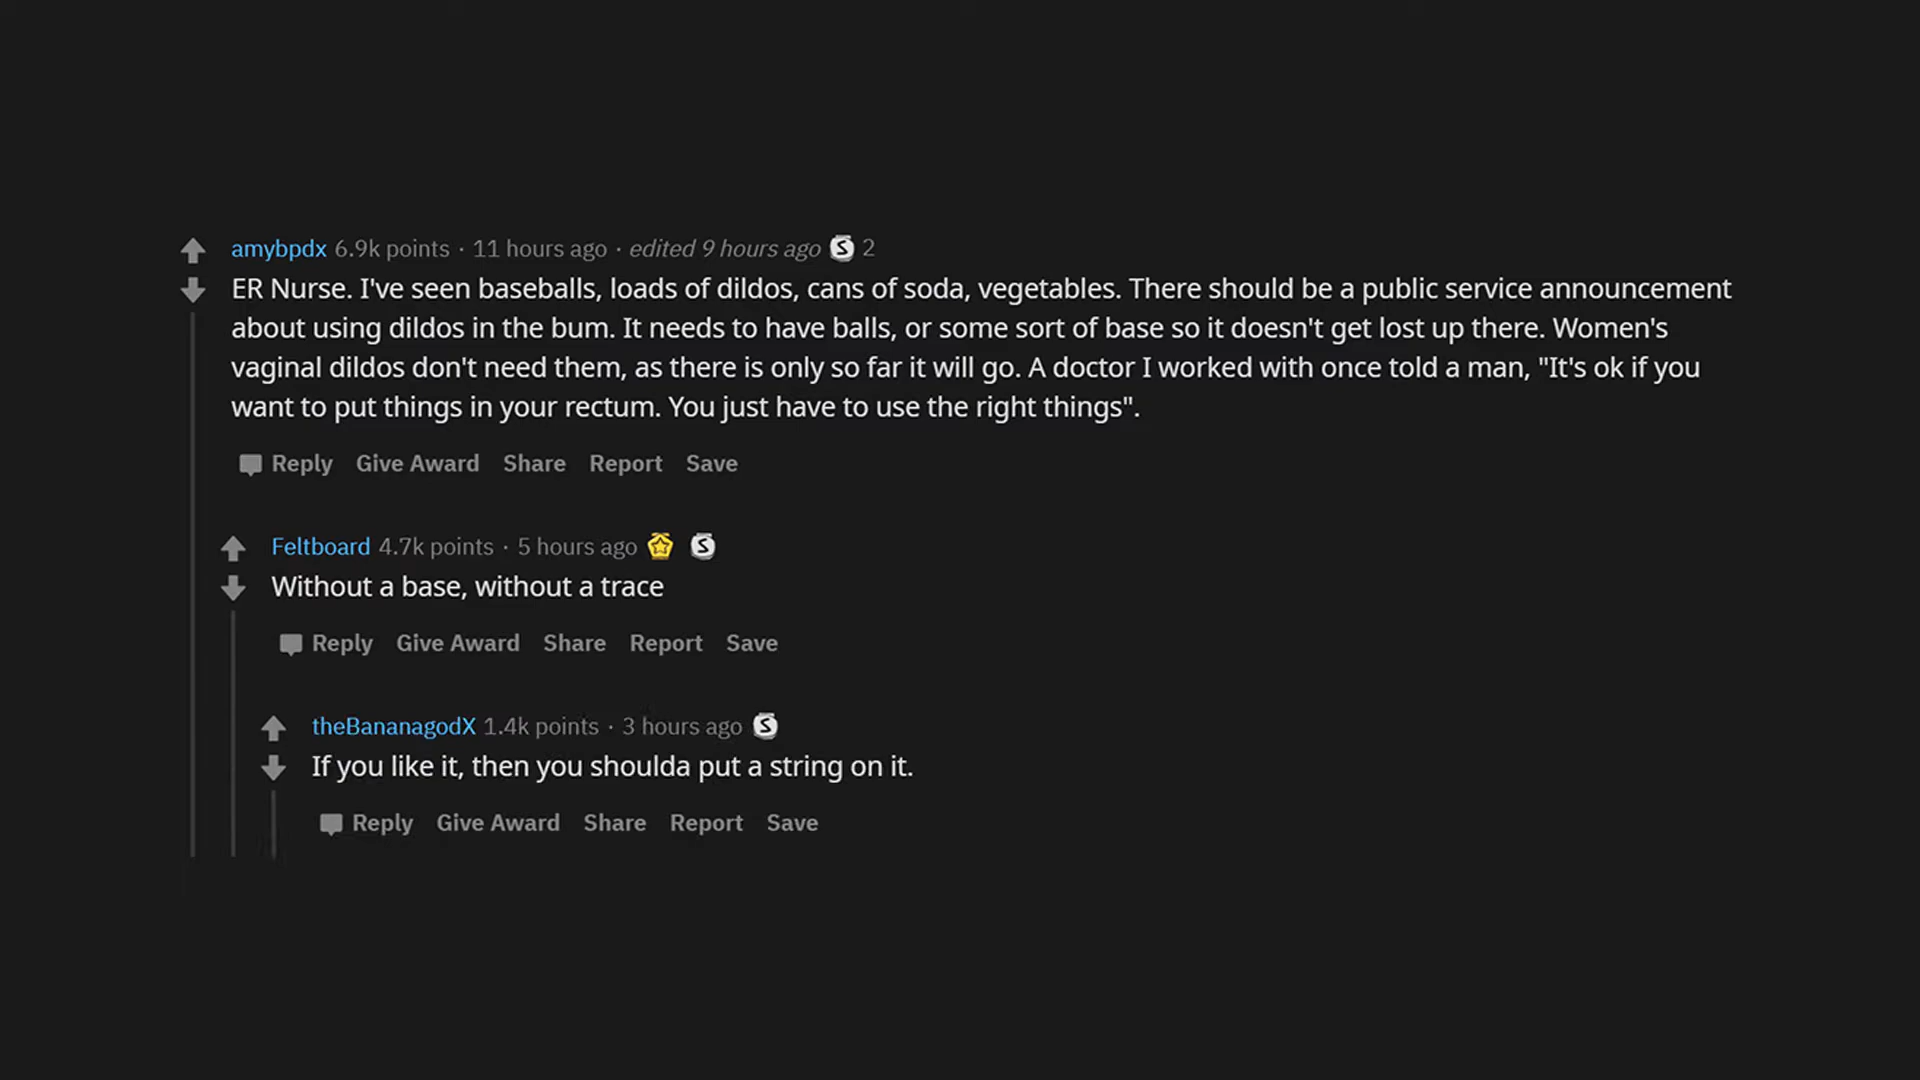 amybpdx 6.9k points · 11 hours ago · edited 9 hours ago S 2
ER Nurse. I've seen baseballs, loads of dildos, cans of soda, vegetables. There should be a public service announcement
about using dildos in the bum. It needs to have balls, or some sort of base so it doesn't get lost up there. Women's
vaginal dildos don't need them, as there is only so far it will go. A doctor I worked with once told a man, "It's ok if you
want to put things in your rectum. You just have to use the right things".
Reply Give Award Share Report Save
Feltboard 4.7k points · 5 hours ago S
Without a base, without a trace
Reply Give Award Share Report Save
theBananagodX 1.4k points · 3 hours ago S
If you like it, then you shoulda put a string on it.
Reply Give Award Share Report Save